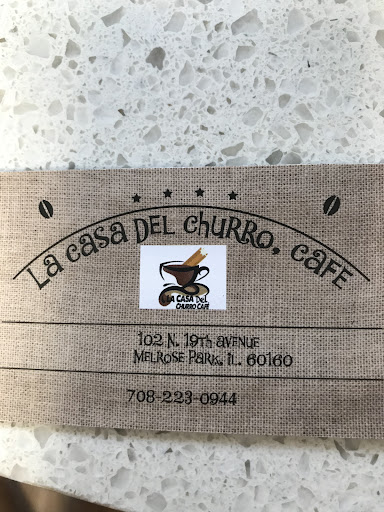 La Casa DEL ChURRO, CaFE
LA CASA DeL
CHURRO CAFE
102 N. 19Th aVENUE
MELROSE PaRK, IL. 60160
708-223-0944